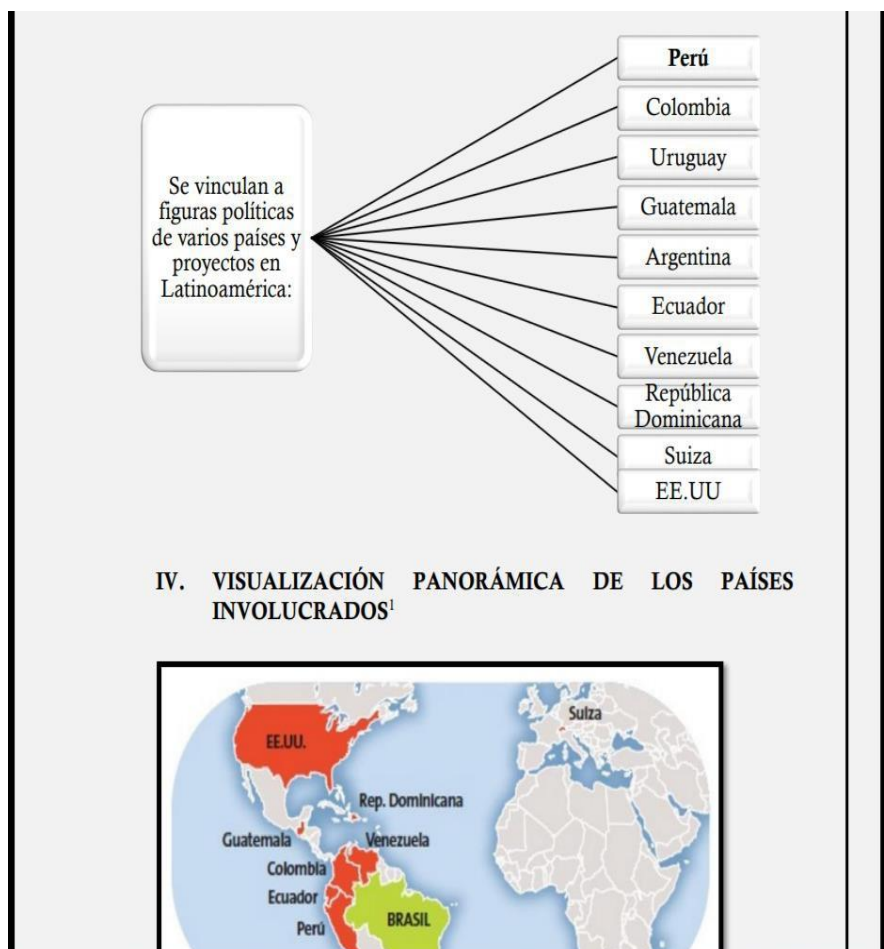 Se vinculan a
figuras políticas
de varios países y
proyectos en
Latinoamérica:
Perú
Colombia
Uruguay
Guatemala
Argentina
Ecuador
Venezuela
República
Dominicana
Suiza
EE.UU
IV. VISUALIZACIÓN PANORÁMICA DE LOS PAÍSES
INVOLUCRADOS1
Suiza
EE.UU.
Rep. Dominicana
Guatemala
Venezuela
Colombia
Ecuador
BRASIL
Perú